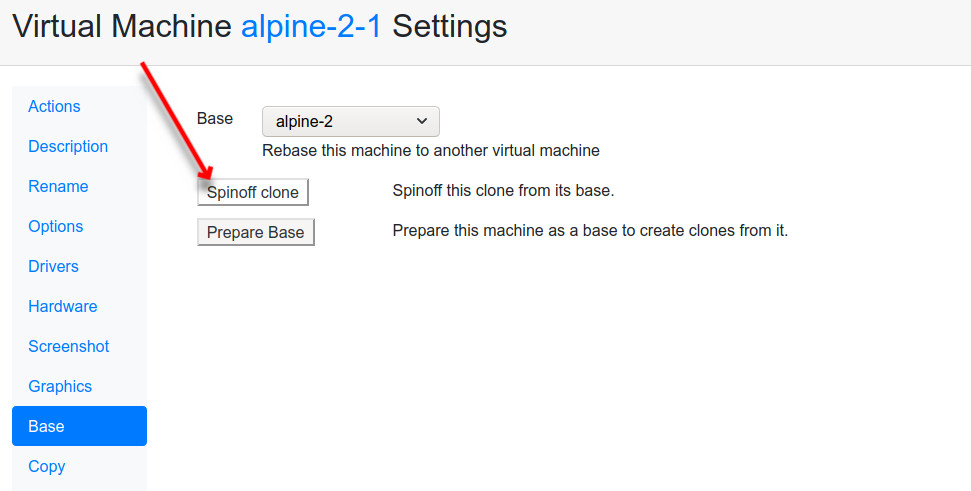 Virtual Machine alpine-2-1 Settings
Actions
Description
Rename
Options
Drivers
Hardware
Screenshot
Graphics
Base
Copy
Base alpine-2
Rebase this machine to another virtual machine
Spinoff clone Spinoff this clone from its base.
Prepare Base Prepare this machine as a base to create clones from it.